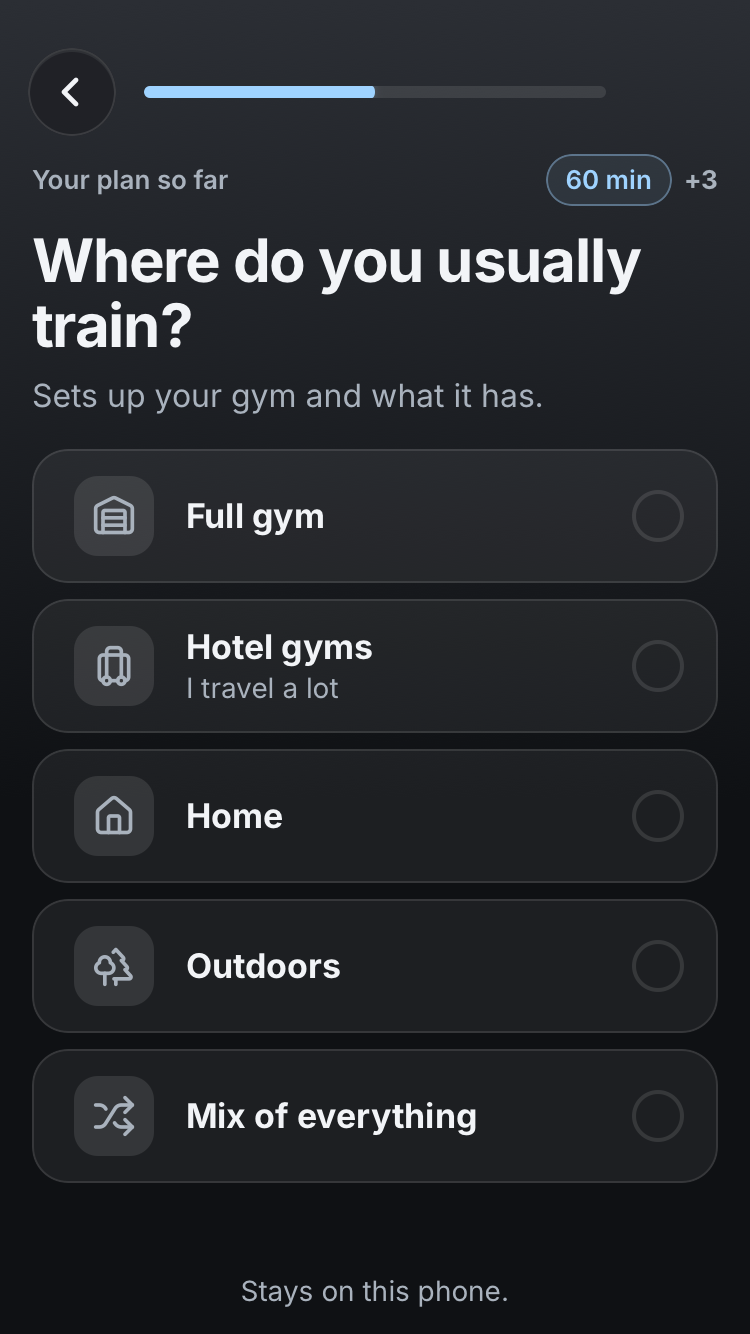 Your plan so far
60 min +3
Where do you usually
train?
Sets up your gym and what it has.
Full gym
Hotel gyms
I travel a lot
Home
Outdoors
Mix of everything
Stays on this phone.